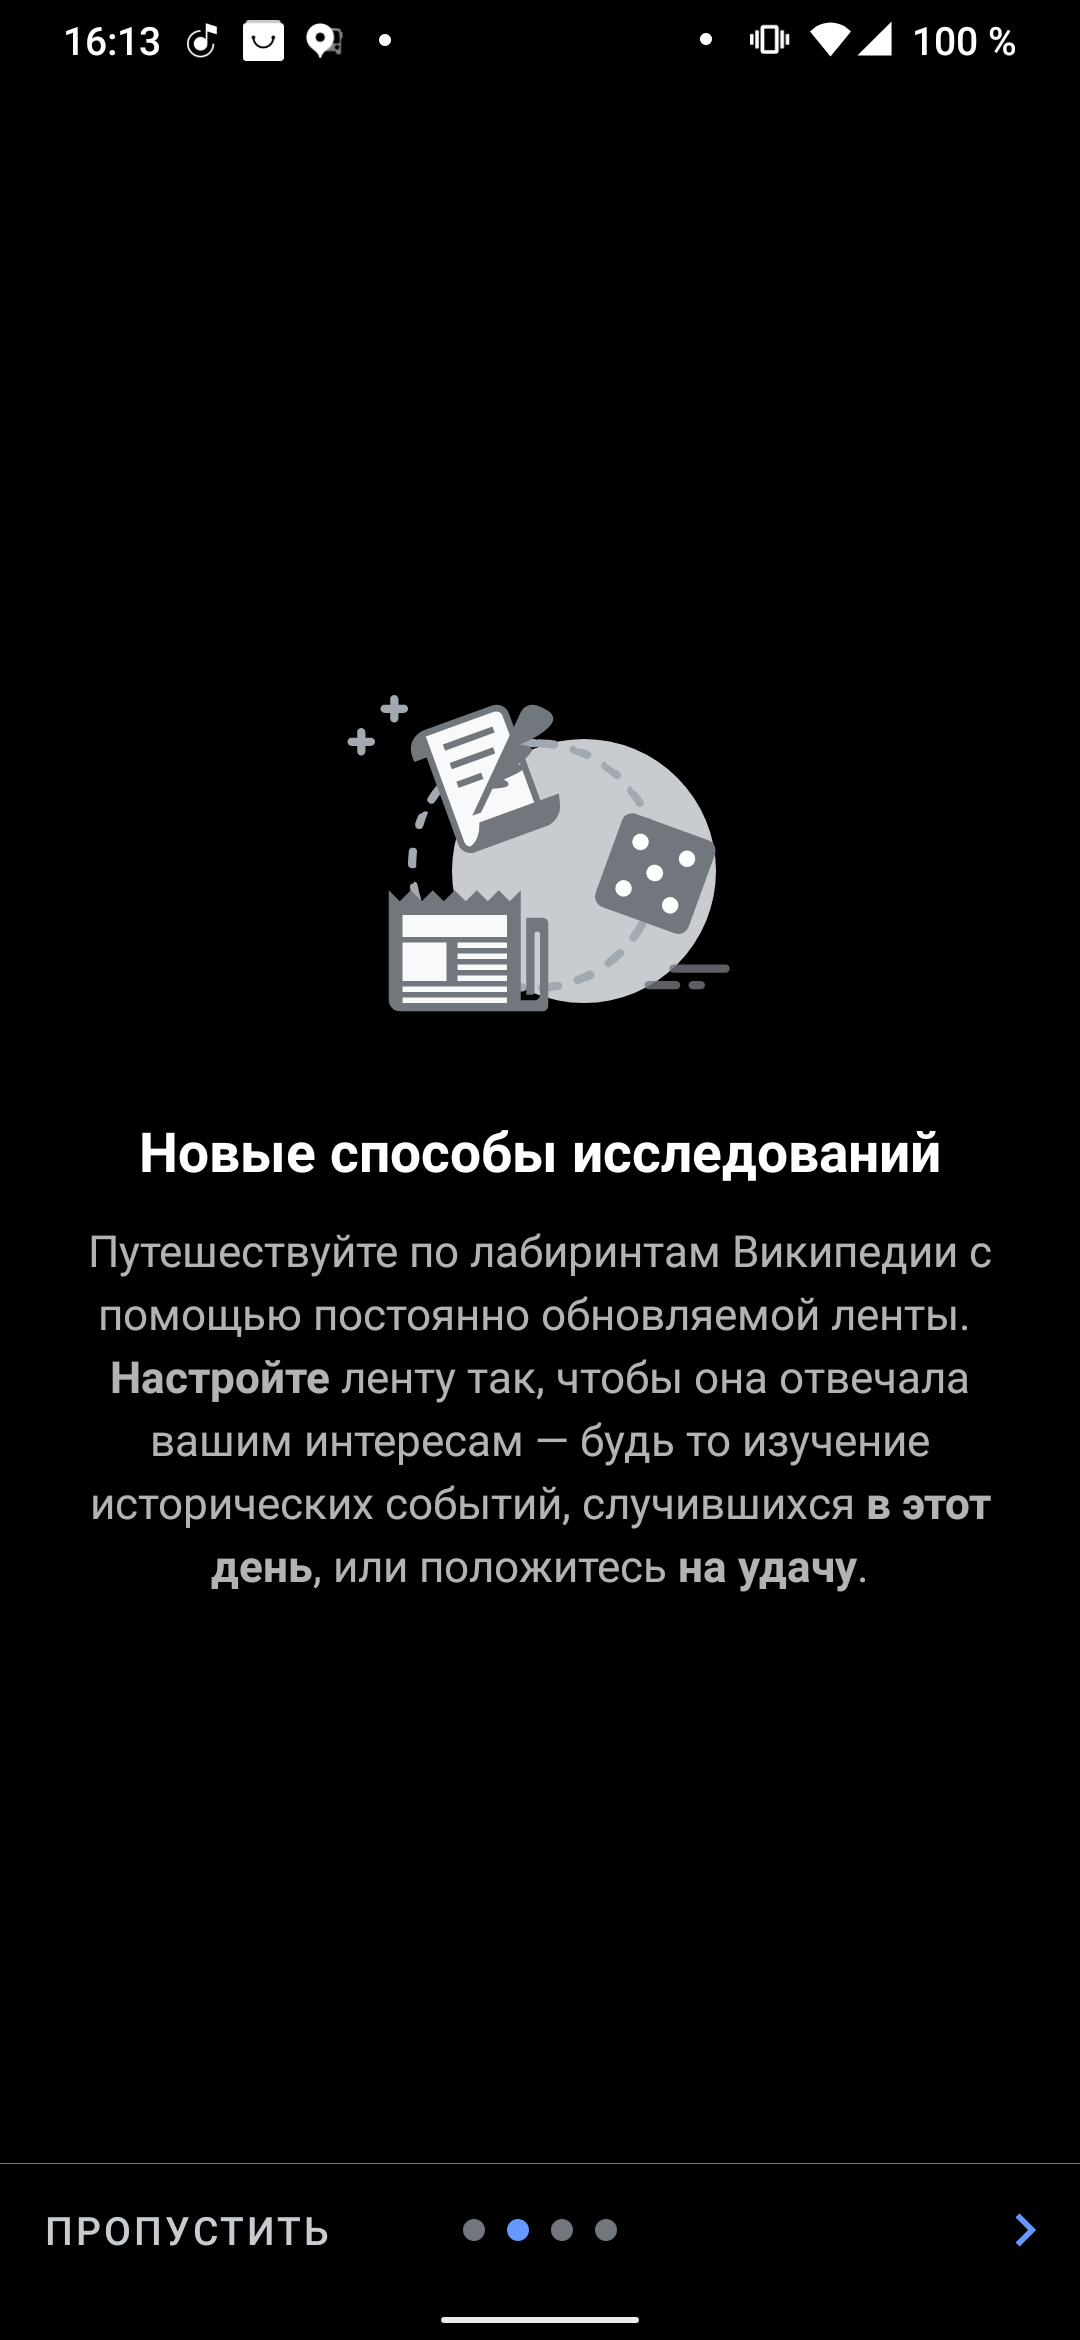 16:13
100 %
Новые способы исследований
Путешествуйте по лабиринтам Википедии с
помощью постоянно обновляемой ленты.
Настройте ленту так, чтобы она отвечала
вашим интересам — будь то изучение
исторических событий, случившихся в этот
день, или положитесь на удачу.
ПРОПУСТИТЬ